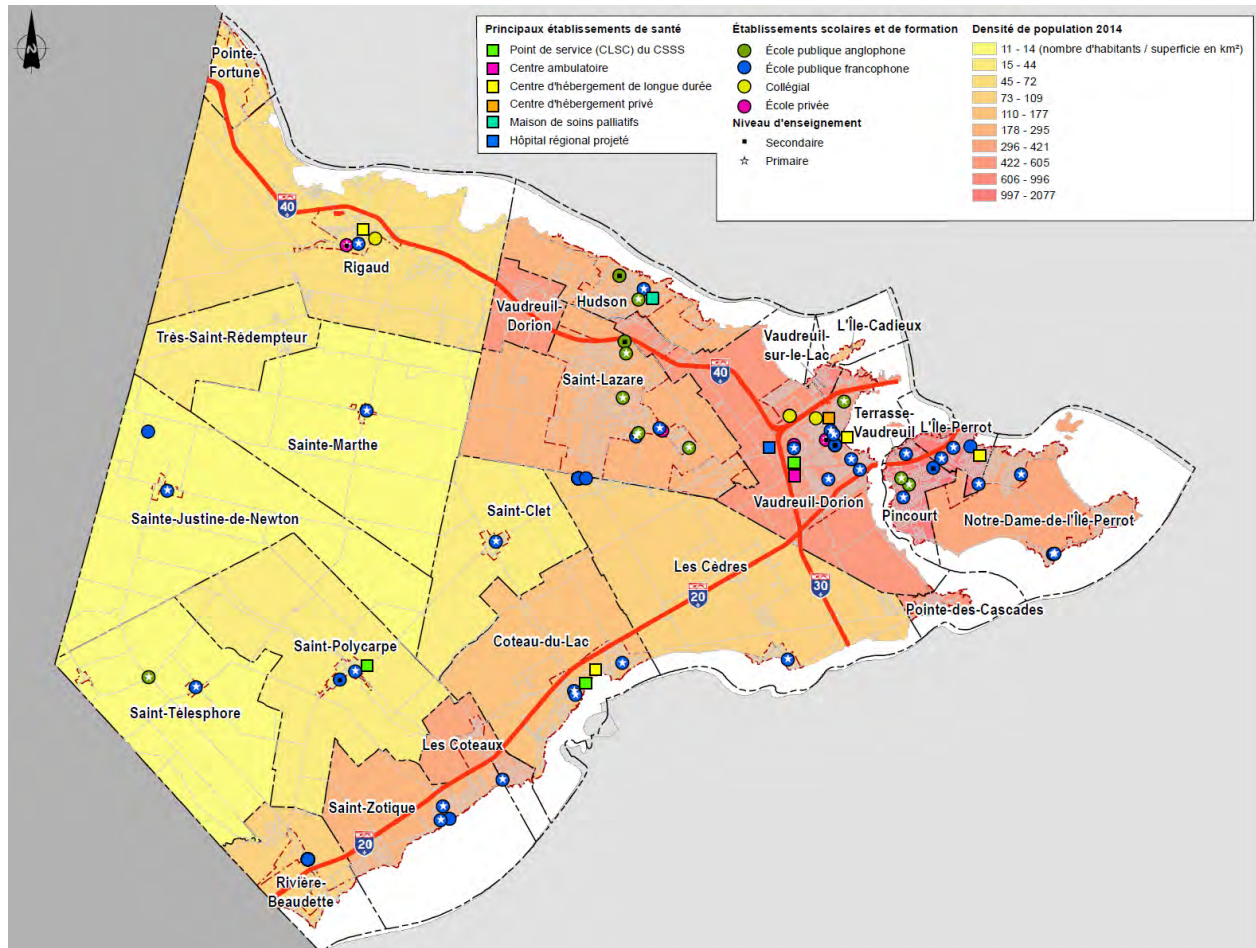 N
Principaux établissements de santé
Point de service (CLSC) du CSSS
Centre ambulatoire
Centre d'hébergement de longue durée
Centre d'hébergement privé
Maison de soins palliatifs
Hôpital régional projeté
Établissements scolaires et de formation
École publique anglophone
École publique francophone
Collégial
École privée
Niveau d'enseignement
Secondaire
Primaire
Densité de population 2014
11 - 14 (nombre d'habitants / superficie en km²)
15 - 44
45 - 72
73 - 109
110 - 177
178 - 295
296 - 421
422 - 605
606 - 996
997 - 2077
Pointe-
Fortune
40
Rigaud
Très-Saint-Rédempteur
Vaudreuil-
Dorion
Hudson
L'Île-Cadieux
Vaudreuil-
sur-le-Lac
40
Saint-Lazare
Terrasse-
Vaudreuil
L'Île-Perrot
Sainte-Marthe
Sainte-Justine-de-Newton
Saint-Clet
Vaudreuil-Dorion
Pincourt
Notre-Dame-de-l'Île-Perrot
Les Cèdres
20
30
Pointe-des-Cascades
Coteau-du-Lac
Saint-Polycarpe
Saint-Télesphore
Les Coteaux
Saint-Zotique
20
Rivière-
Beaudette